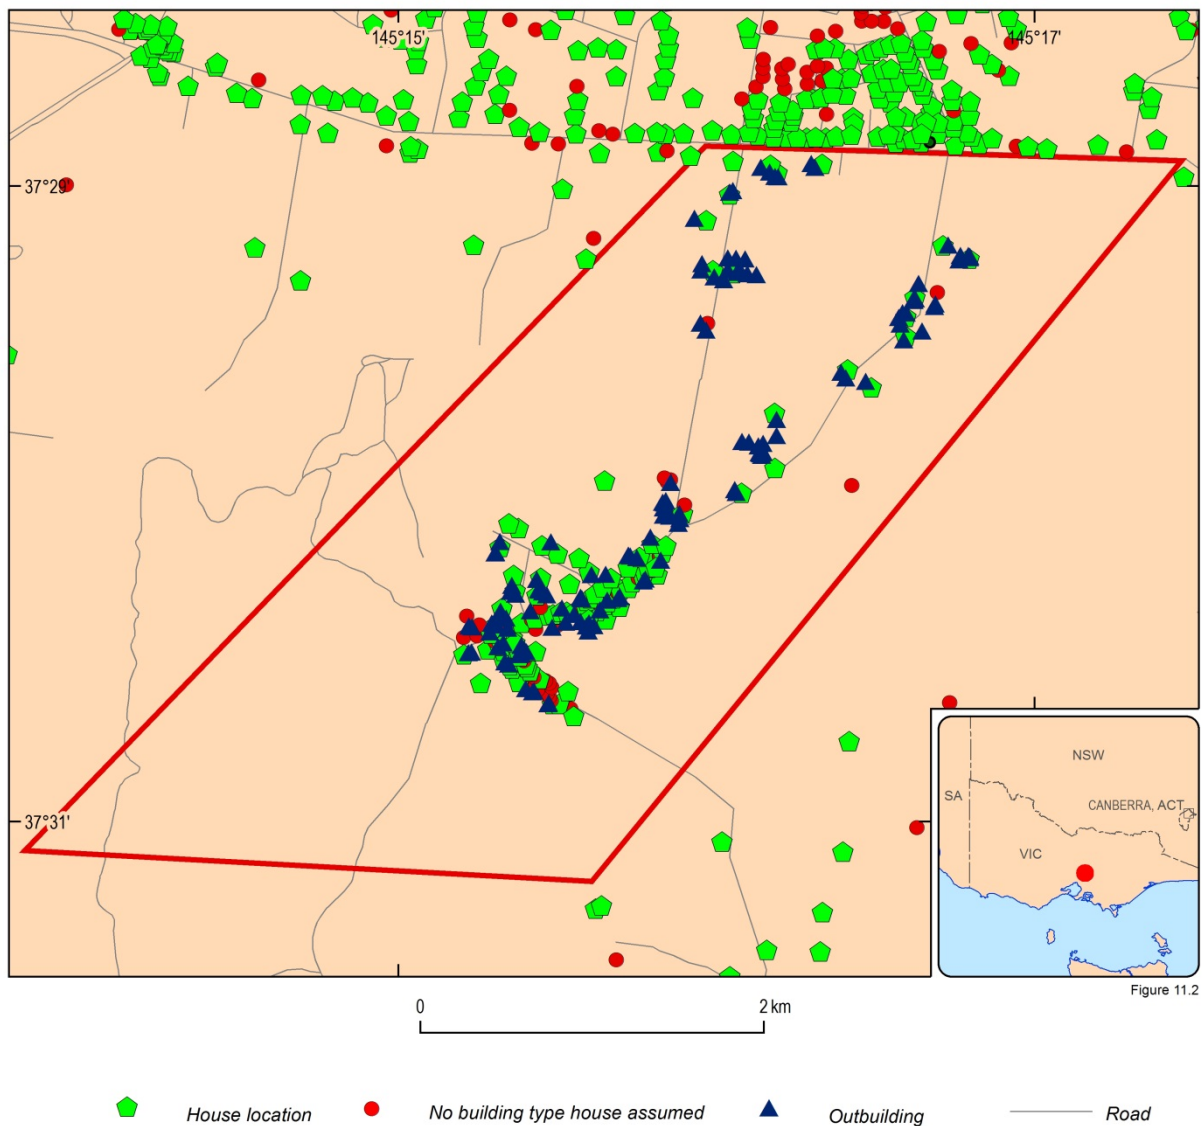 145°15'
145°17'
37°29'
37°31'
NSW
SA
CANBERRA, ACT
VIC
Figure 11.2
0 2 km
House location No building type house assumed Outbuilding Road